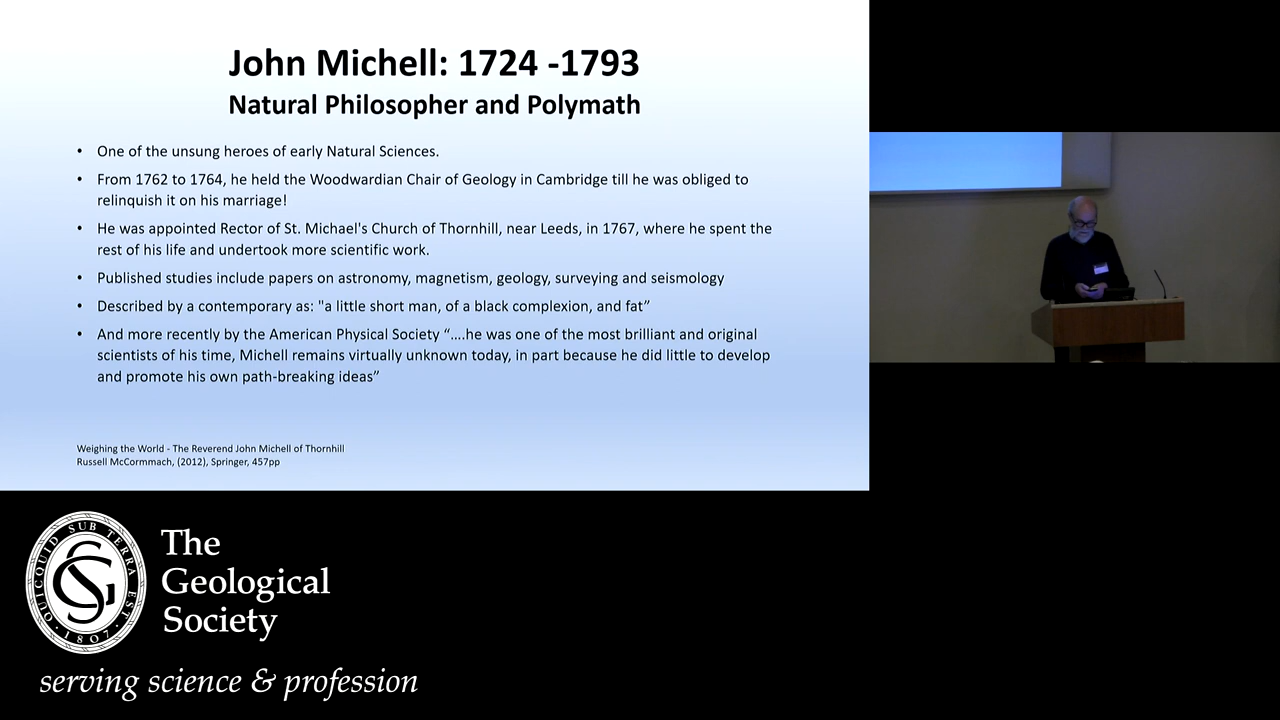 John Michell: 1724 -1793
Natural Philosopher and Polymath
• One of the unsung heroes of early Natural Sciences.
• From 1762 to 1764, he held the Woodwardian Chair of Geology in Cambridge till he was obliged to
relinquish it on his marriage!
• He was appointed Rector of St. Michael's Church of Thornhill, near Leeds, in 1767, where he spent the
rest of his life and undertook more scientific work.
• Published studies include papers on astronomy, magnetism, geology, surveying and seismology
• Described by a contemporary as: "a little short man, of a black complexion, and fat”
• And more recently by the American Physical Society “....he was one of the most brilliant and original
scientists of his time, Michell remains virtually unknown today, in part because he did little to develop
and promote his own path-breaking ideas”
Weighing the World - The Reverend John Michell of Thornhill
Russell McCormmach, (2012), Springer, 457pp
QUICQUID SUB TERRA EST
· 1807 ·
GS
The
Geological
Society
serving science & profession